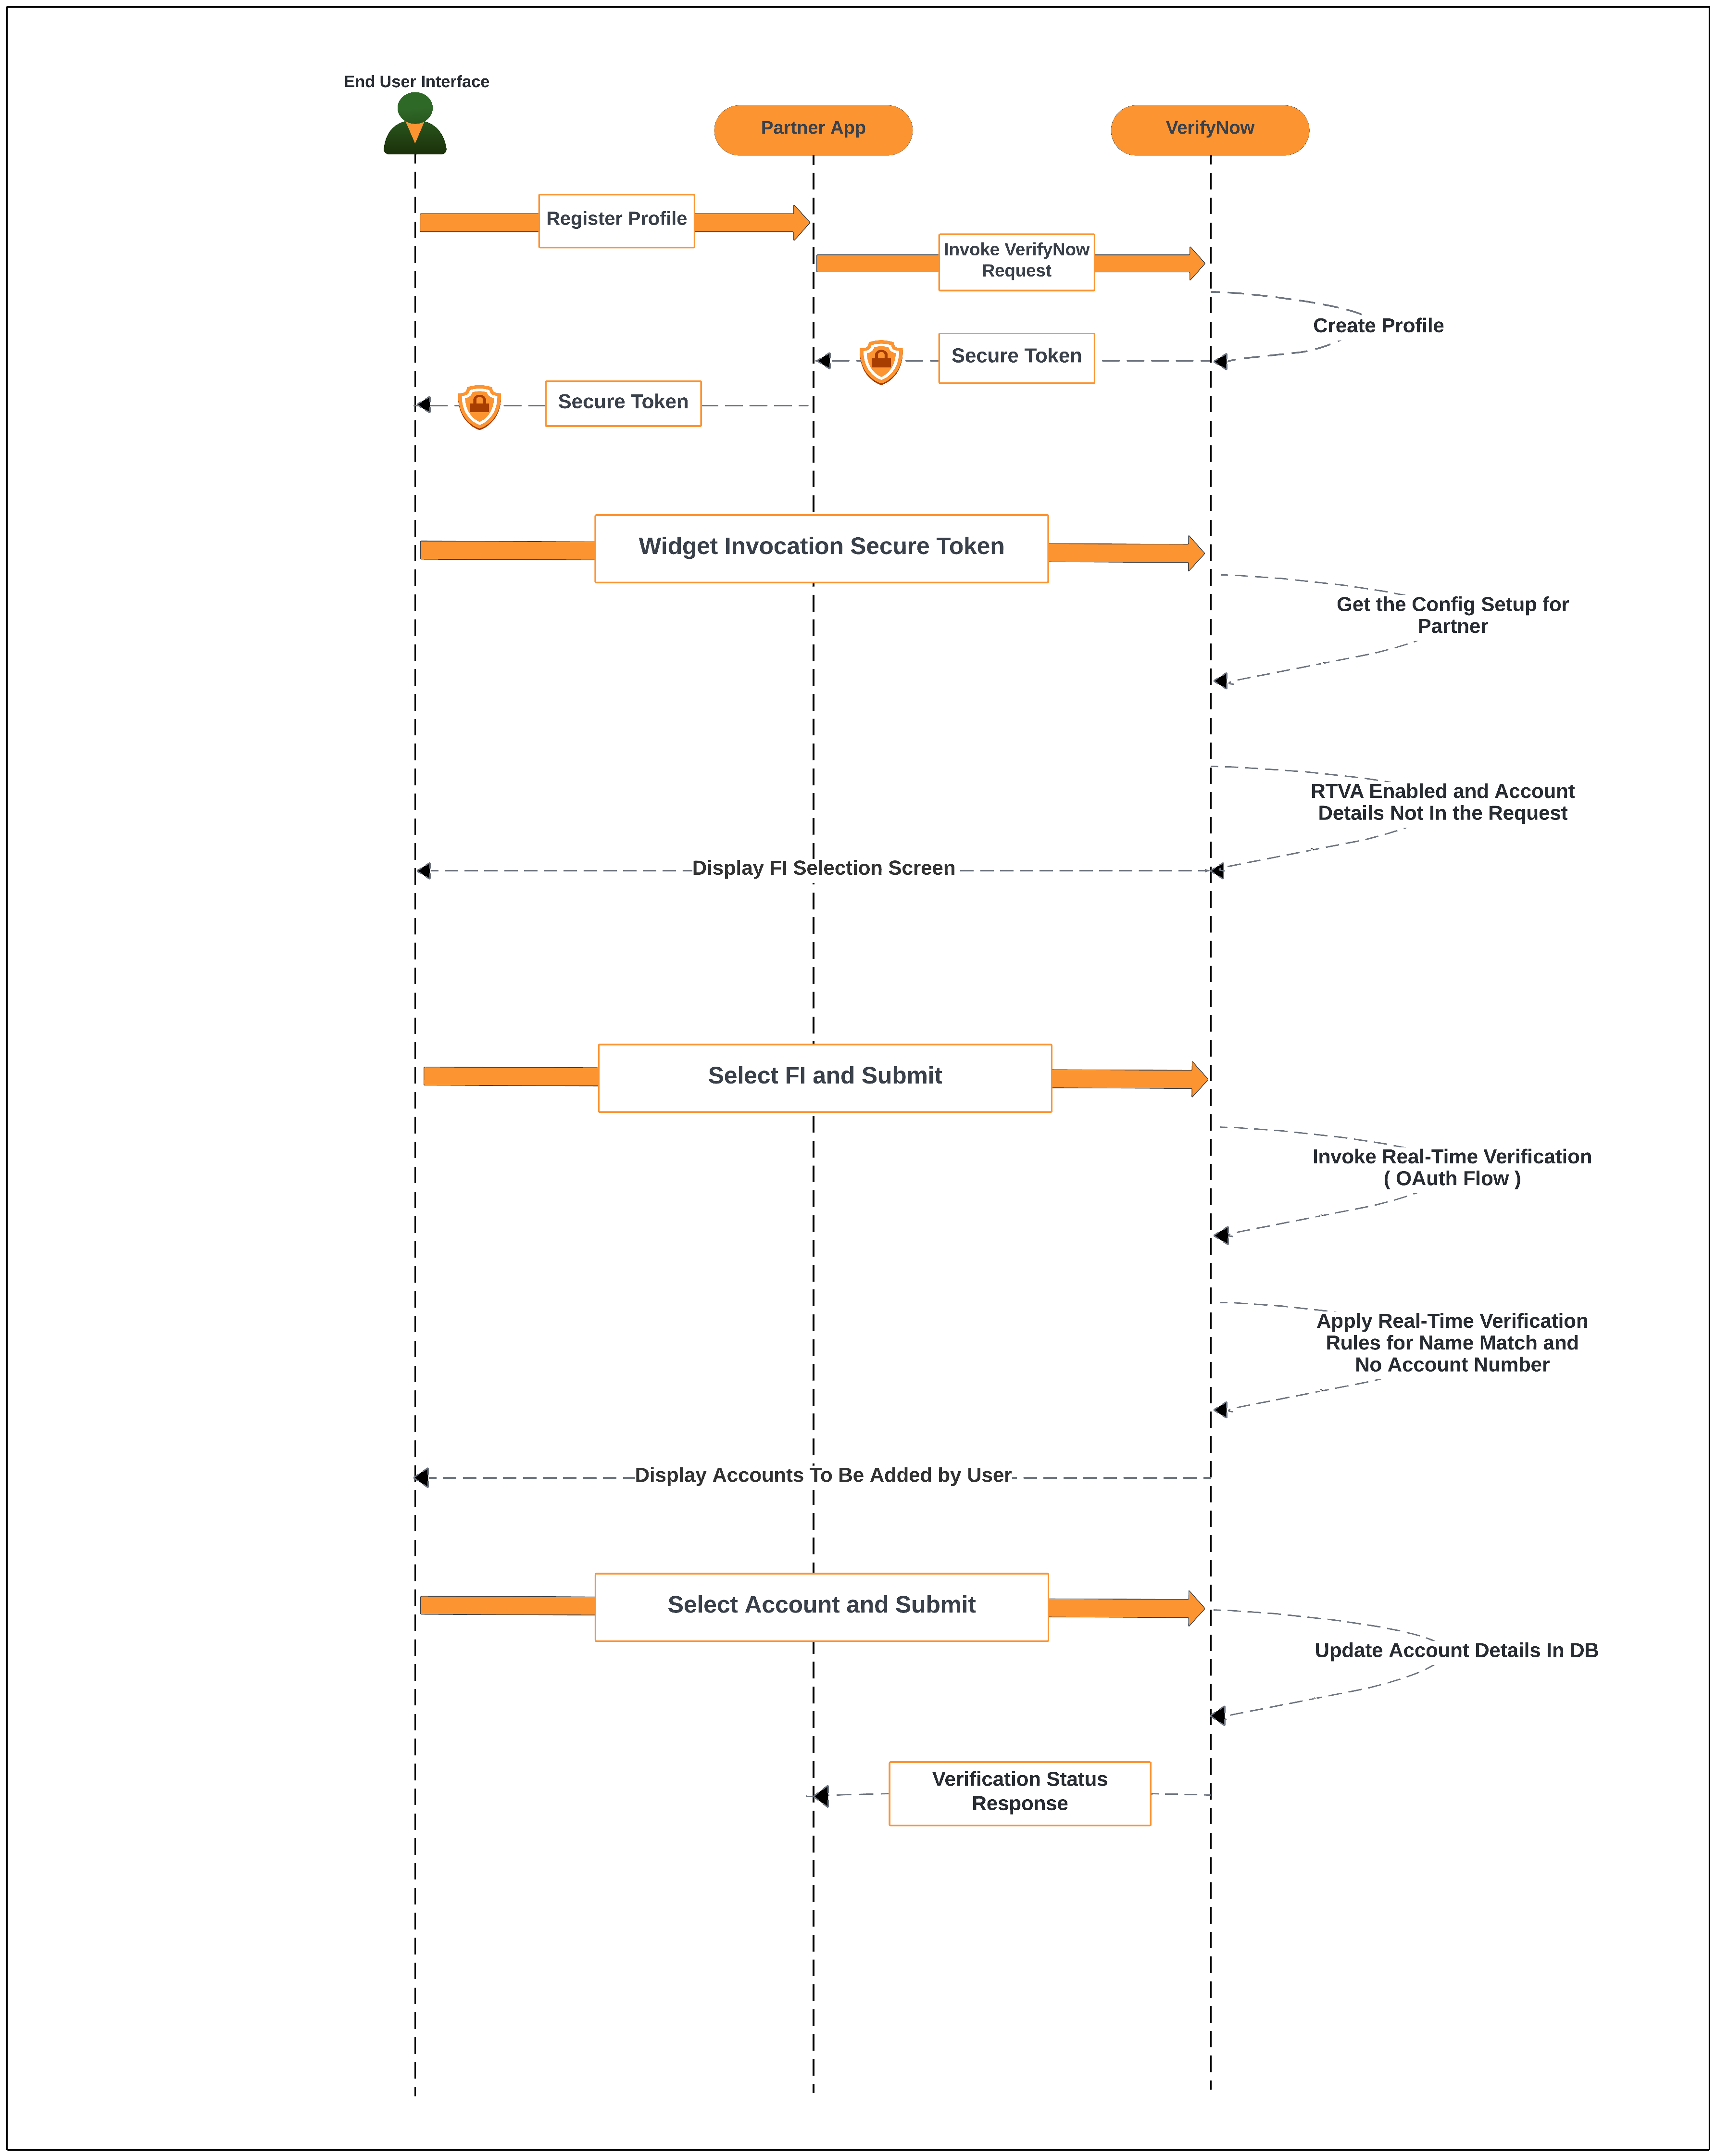 End User Interface
Partner App
VerifyNow
Register Profile
Invoke VerifyNow
Request
Create Profile
Secure Token
Secure Token
Widget Invocation Secure Token
Get the Config Setup for
Partner
RTVA Enabled and Account
Details Not In the Request
Display FI Selection Screen
Select FI and Submit
Invoke Real-Time Verification
( OAuth Flow )
Apply Real-Time Verification
Rules for Name Match and
No Account Number
Display Accounts To Be Added by User
Select Account and Submit
Update Account Details In DB
Verification Status
Response